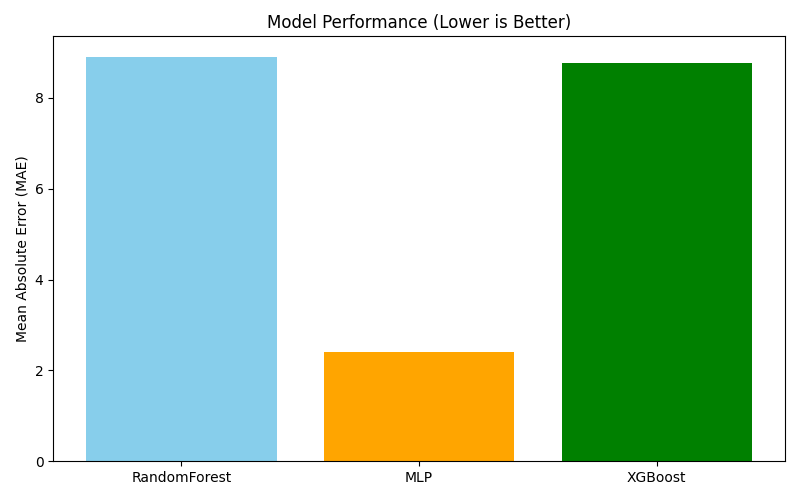 Model Performance (Lower is Better)
Mean Absolute Error (MAE)
8
6
4
2
0
RandomForest
MLP
XGBoost